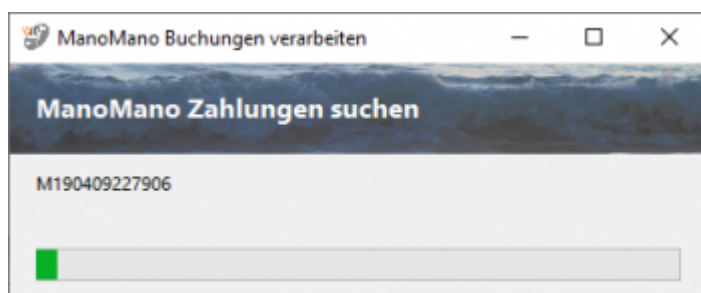 ManoMano Buchungen verarbeiten
ManoMano Zahlungen suchen
M190409227906